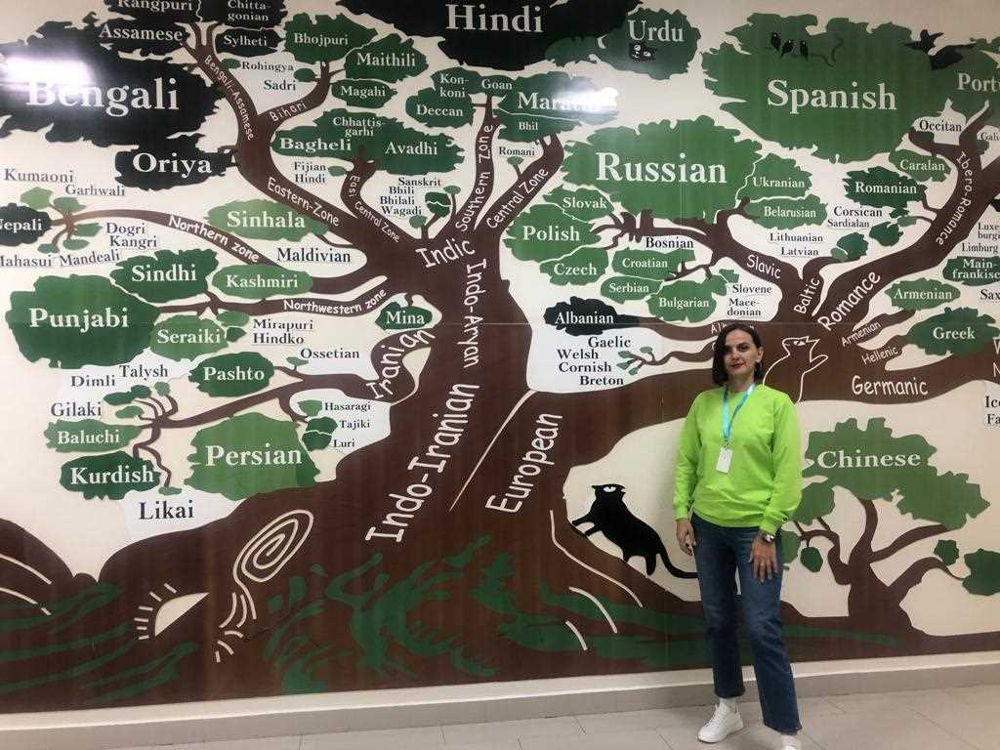 Rangpuri
Chitta-
gonian
Hindi
Assamese
Sylheti
Bhojpuri
Urdu
Rohingya
Sadri
Maithili
Bengali
Magahi
Kon-
koni
Goan
Deccan
Bhil
Spanish
Bengali-Assamese
Bihari
Chhattis-
garhi
Bagheli
Avadhi
Oriya
Romani
Russian
Occitan
Kumaoni
Garhwali
Fijian
Hindi
Sanskrit
Bhili
Bhilali
Wagadi
Ukranian
Romanian
Caralan
Eastern-Zone
East
Central Zone
Southern Zone
Central Zone
Slovak
Belarusian
Corsican
Sardialan
Ibero-Romance
Nepali
Dogri
Kangri
Northern zone
Sinhala
Indic
Polish
Bosnian
Lithuanian
Latvian
Mahasui
Mandeali
Maldivian
Czech
Croatian
Slavic
Baltic
Romance
Sindhi
Kashmiri
Indo-Aryan
Serbian
Bulgarian
Slovene
Mace-
donian
Armenian
Northwestern zone
Punjabi
Seraiki
Mirapuri
Hindko
Mina
Albanian
Armenian
Greek
Ossetian
Iranian
Gaelic
Welsh
Cornish
Breton
Hellenic
Dimli
Talysh
Pashto
Germanic
Gilaki
Hasaragi
Tajiki
Luri
Baluchi
Indo-Iranian
European
Persian
Kurdish
Chinese
Likai